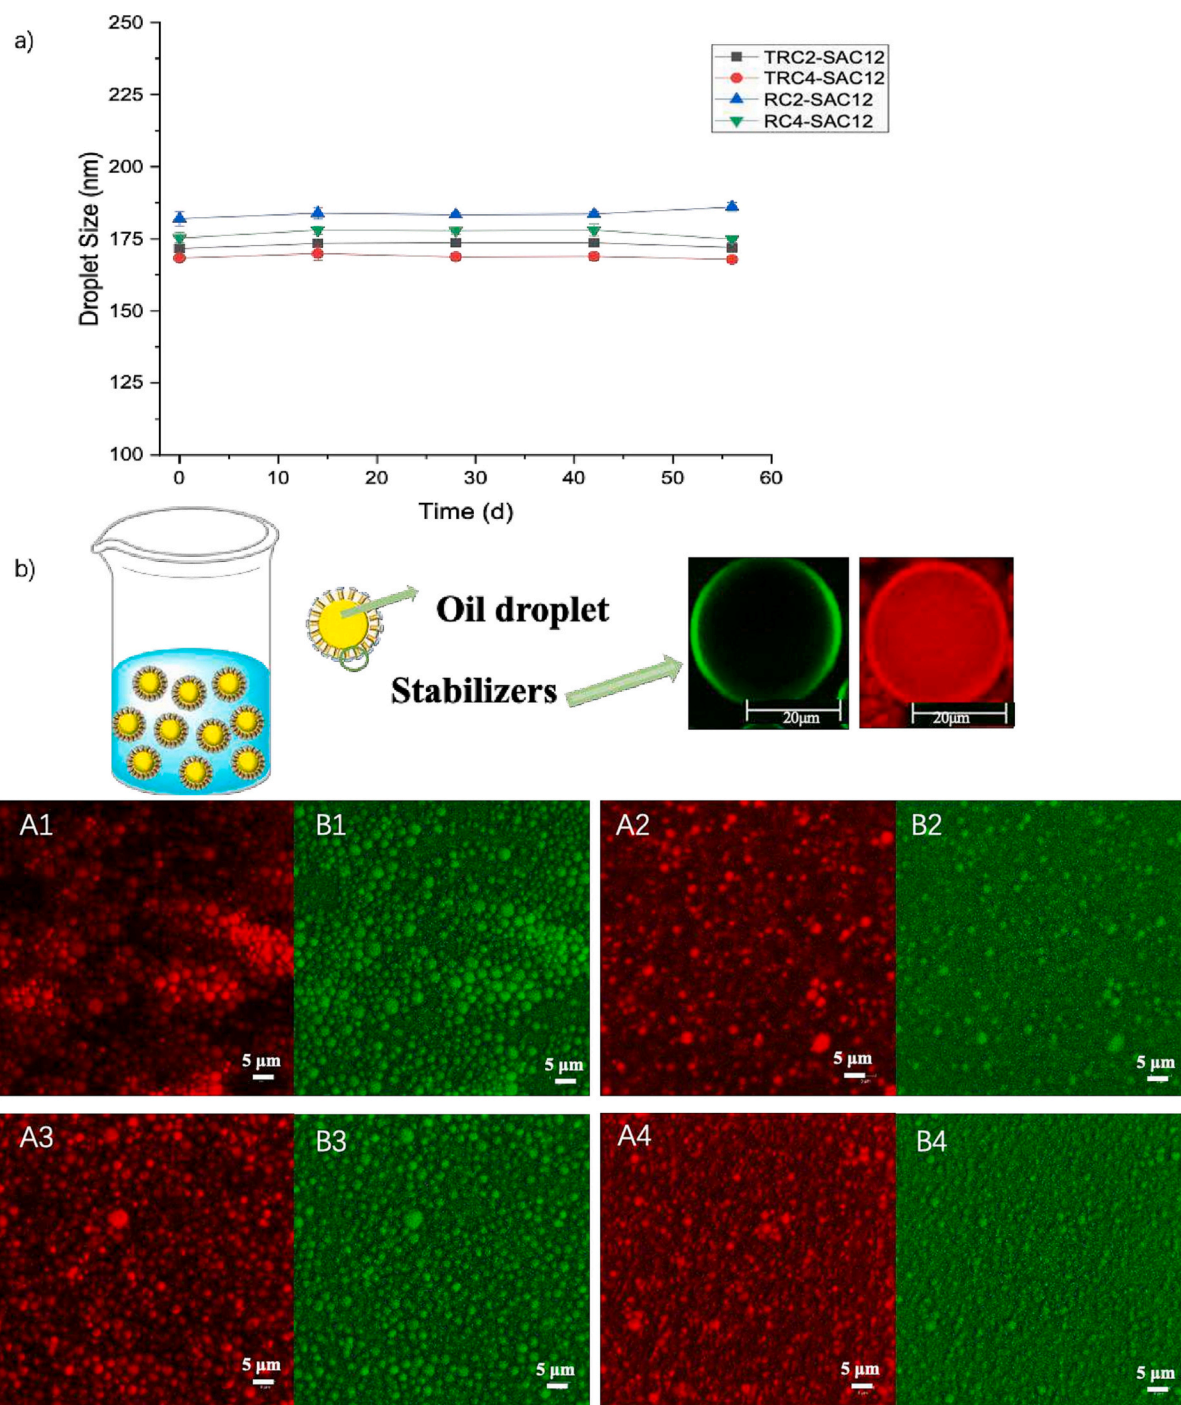 a)
250
225
200
175
150
125
100
Droplet Size (nm)
0
10
20
30
40
50
60
Time (d)
TRC2-SAC12
TRC4-SAC12
RC2-SAC12
RC4-SAC12
b)
Oil droplet
Stabilizers
20μm
20μm
A1
B1
A2
B2
5 μm
5 μm
5 μm
5 μm
A3
B3
A4
B4
5 μm
5 μm
5 μm
5 μm